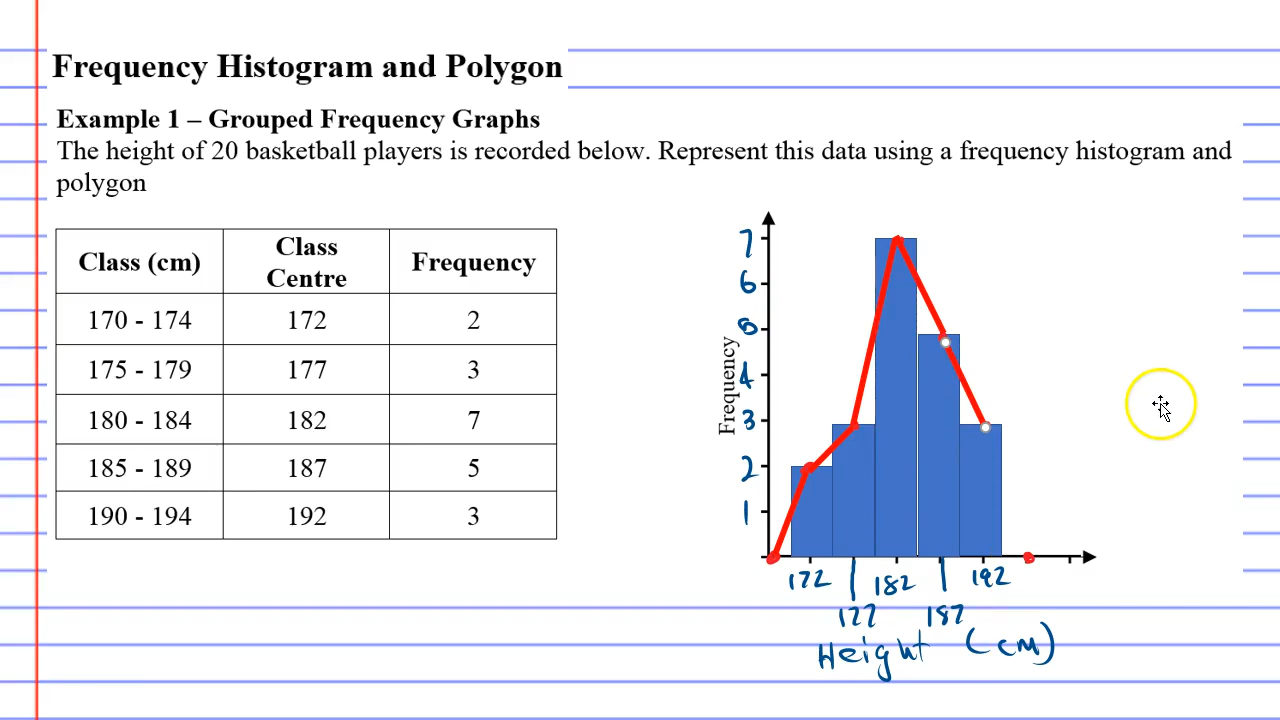 Frequency Histogram and Polygon
Example 1 – Grouped Frequency Graphs
The height of 20 basketball players is recorded below. Represent this data using a frequency histogram and
polygon
Class (cm) Class Centre Frequency
170 - 174 172 2
175 - 179 177 3
180 - 184 182 7
185 - 189 187 5
190 - 194 192 3
Frequency
7
6
5
4
3
2
1
172 182 192
177 187
Height (cm)